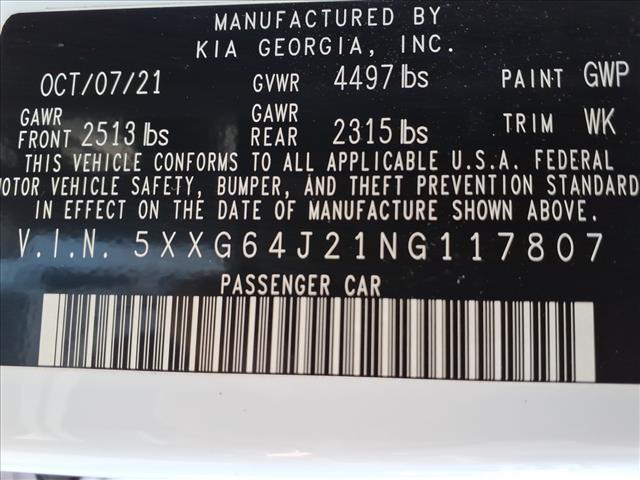 MANUFACTURED BY
KIA GEORGIA, INC.
OCT/07/21 GVWR 4497 lbs PAINT GWP
GAWR FRONT 2513 lbs GAWR REAR 2315 lbs TRIM WK
THIS VEHICLE CONFORMS TO ALL APPLICABLE U.S.A. FEDERAL
MOTOR VEHICLE SAFETY, BUMPER, AND THEFT PREVENTION STANDARD
IN EFFECT ON THE DATE OF MANUFACTURE SHOWN ABOVE.
V.I.N. 5XXG64J21NG117807
PASSENGER CAR